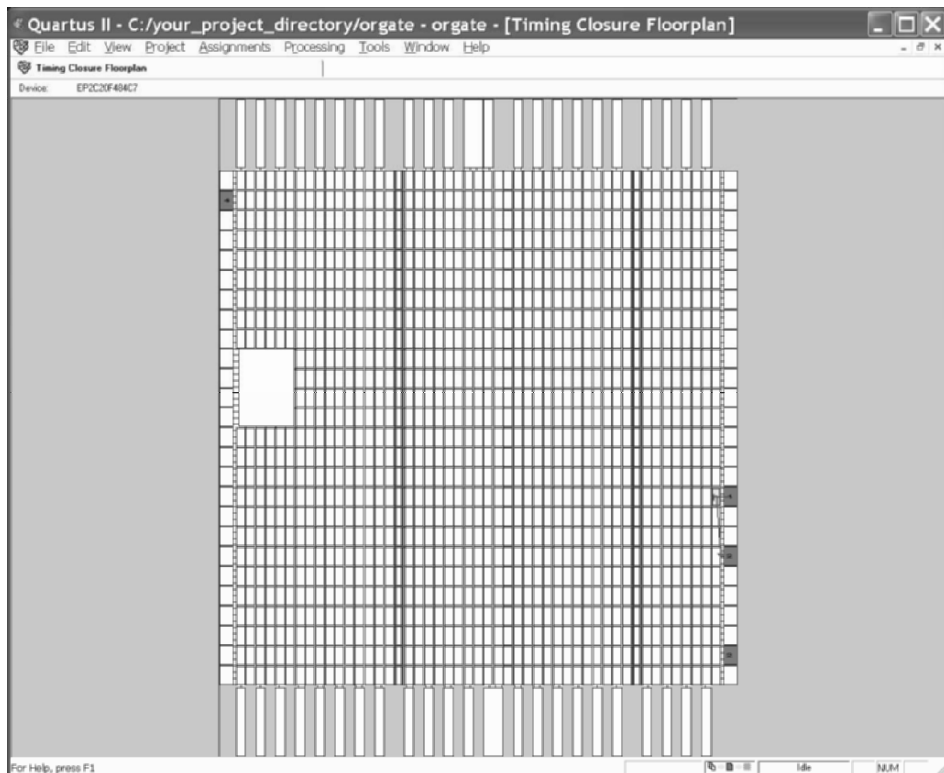 Quartus II - C:/your_project_directory/orgate - orgate - [Timing Closure Floorplan]
File Edit View Project Assignments Processing Tools Window Help
Timing Closure Floorplan
Device: EP2C20F484C7
For Help, press F1
Idle
NUM